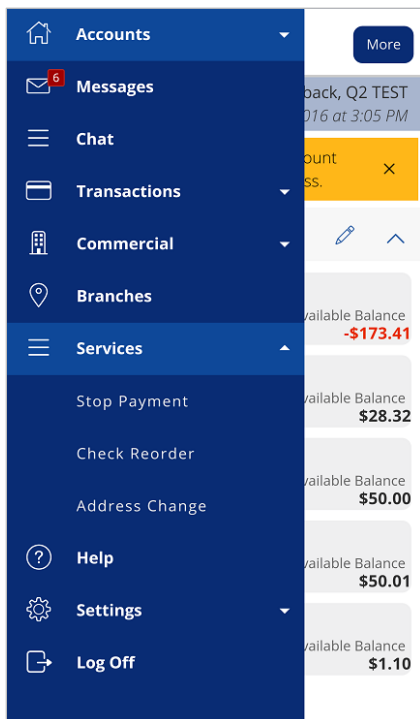 Accounts
More
6
Messages
back, Q2 TEST
016 at 3:05 PM
Chat
ount
ss.
Transactions
Commercial
Branches
vailable Balance
-$173.41
Services
Stop Payment
vailable Balance
$28.32
Check Reorder
vailable Balance
$50.00
Address Change
Help
vailable Balance
$50.01
Settings
vailable Balance
$1.10
Log Off